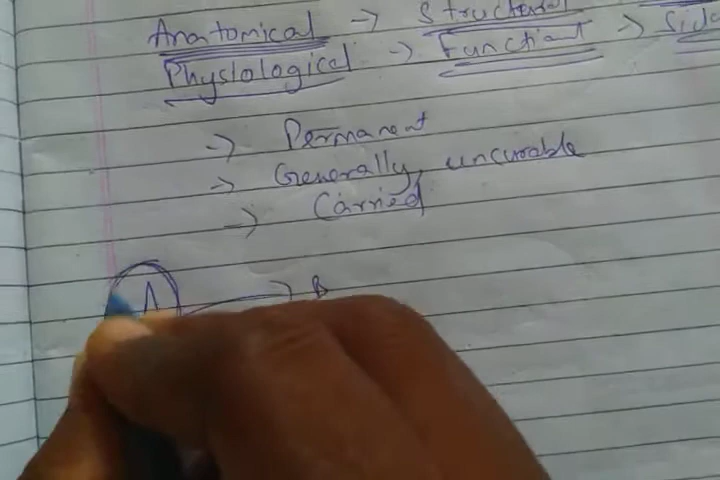 Anatomical → Structural
Physiological → Function →
→ Permanent
→ Generally uncurable
→ Carried
A → B